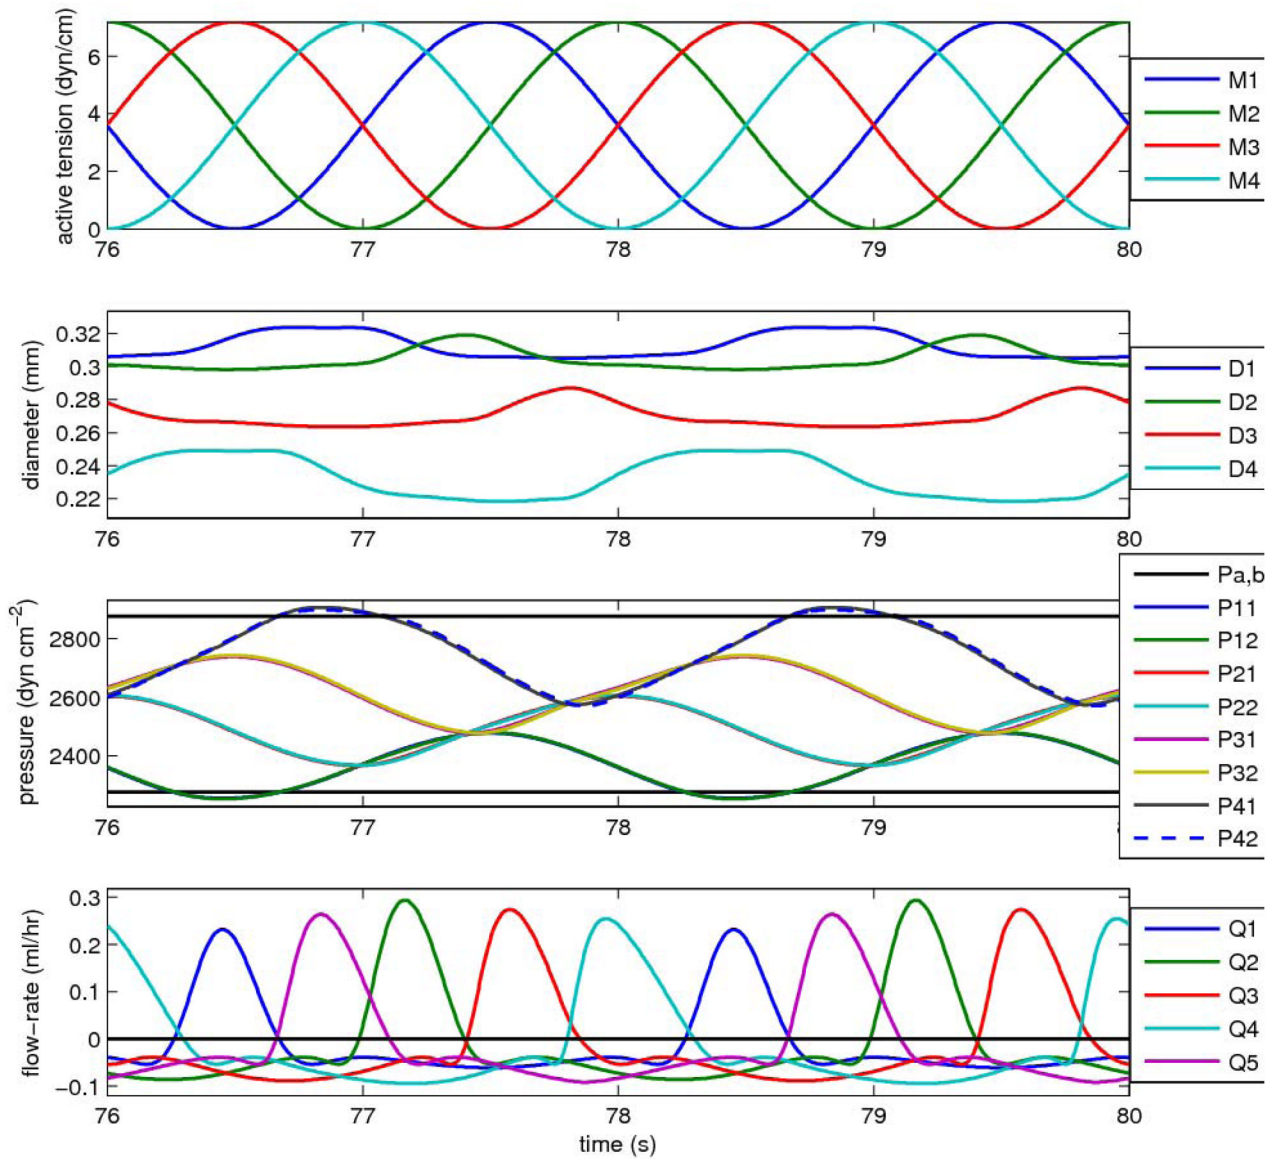 active tension (dyn/cm)
6
4
2
0
76 77 78 79 80
M1
M2
M3
M4
diameter (mm)
0.32
0.3
0.28
0.26
0.24
0.22
76 77 78 79 80
D1
D2
D3
D4
pressure (dyn cm⁻²)
2800
2600
2400
76 77 78 79
Pa,b
P11
P12
P21
P22
P31
P32
P41
P42
flow−rate (ml/hr)
0.3
0.2
0.1
0
−0.1
76 77 78 79 80
time (s)
Q1
Q2
Q3
Q4
Q5